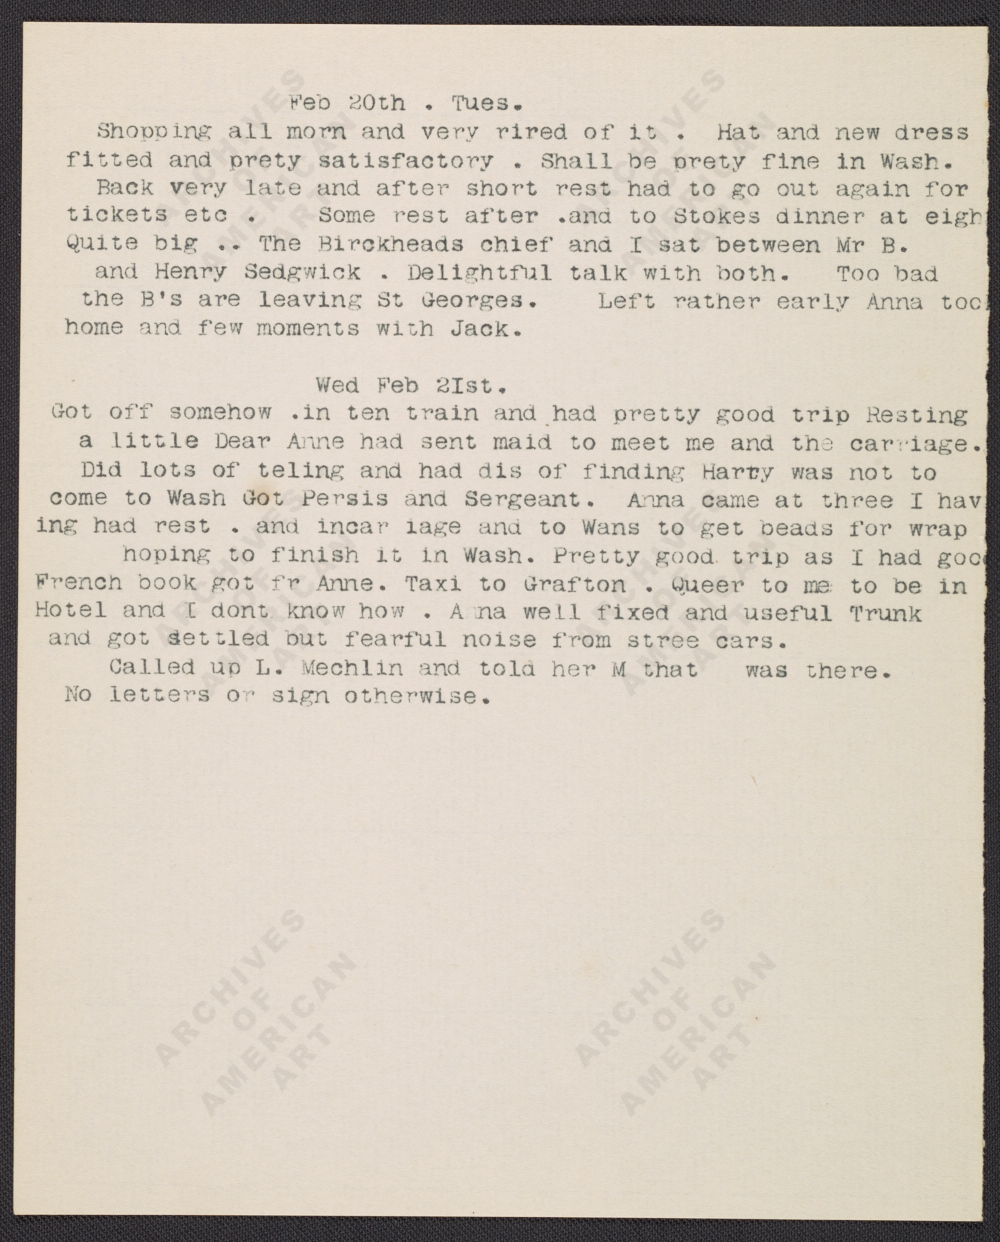 Feb 20th . Tues.
Shopping all morn and very rired of it . Hat and new dress
fitted and prety satisfactory . Shall be prety fine in Wash.
Back very late and after short rest had to go out again for
tickets etc . Some rest after .and to Stokes dinner at eigh
Quite big .. The Birckheads chief and I sat between Mr B.
and Henry Sedgwick . Delightful talk with both. Too bad
the B's are leaving St Georges. Left rather early Anna too
home and few moments with Jack.
Wed Feb 2Ist.
Got off somehow .in ten train and had pretty good trip Resting
a little Dear Anne had sent maid to meet me and the carriage.
Did lots of teling and had dis of finding Harry was not to
come to Wash Got Persis and Sergeant. Anna came at three I hav
ing had rest . and incar iage and to Wans to get beads for wrap
hoping to finish it in Wash. Pretty good trip as I had goo
French book got fr Anne. Taxi to Grafton . Queer to me to be in
Hotel and I dont know how . A na well fixed and useful Trunk
and got settled but fearful noise from stree cars.
Called up L. Mechlin and told her M that was there.
No letters or sign otherwise.
ARCHIVES
OF
AMERICAN
ART
ARCHIVES
OF
AMERICAN
ART
ARCHIVES
OF
AMERICAN
ART
ARCHIVES
OF
AMERICAN
ART